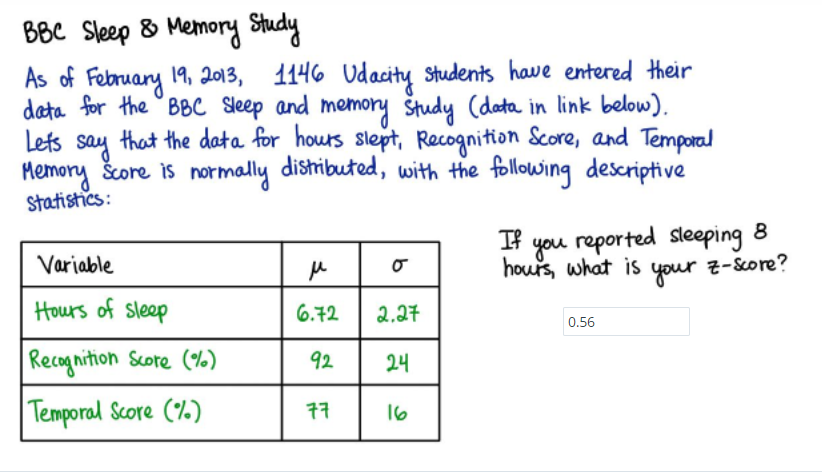 BBC Sleep & Memory Study
As of February 19, 2013, 1146 Udacity students have entered their
data for the BBC Sleep and memory Study (data in link below).
Lets say that the data for hours slept, Recognition Score, and Temporal
Memory Score is normally distributed, with the following descriptive
statistics:
If you reported sleeping 8
hours, what is your z-score?
0.56
Variable μ σ
Hours of sleep 6.72 2.27
Recognition Score (%) 92 24
Temporal Score (%) 77 16